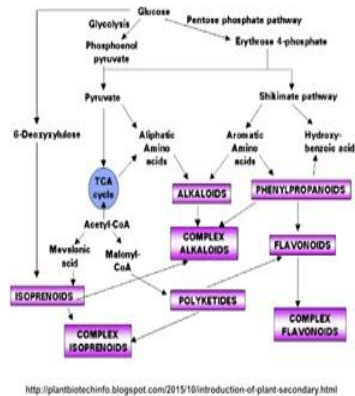 Glucose
Glycolysis
Pentose phosphate pathway
Phosphoenol
pyruvate
Erythrose 4-phosphate
Pyruvate
Shikimate pathway
6-Deoxyxylulose
Aliphatic
Amino
acids
Aromatic
Amino
acids
Hydroxy-
benzoic acid
TCA
cycle
ALKALOIDS
PHENYLPROPANOIDS
Acetyl-CoA
COMPLEX
ALKALOIDS
FLAVONOIDS
Mevalonic
acid
Malonyl-
CoA
ISOPRENOIDS
POLYKETIDES
COMPLEX
ISOPRENOIDS
COMPLEX
FLAVONOIDS
http://plantbiotechinfo.blogspot.com/2015/10/introduction-of-plant-secondary.html